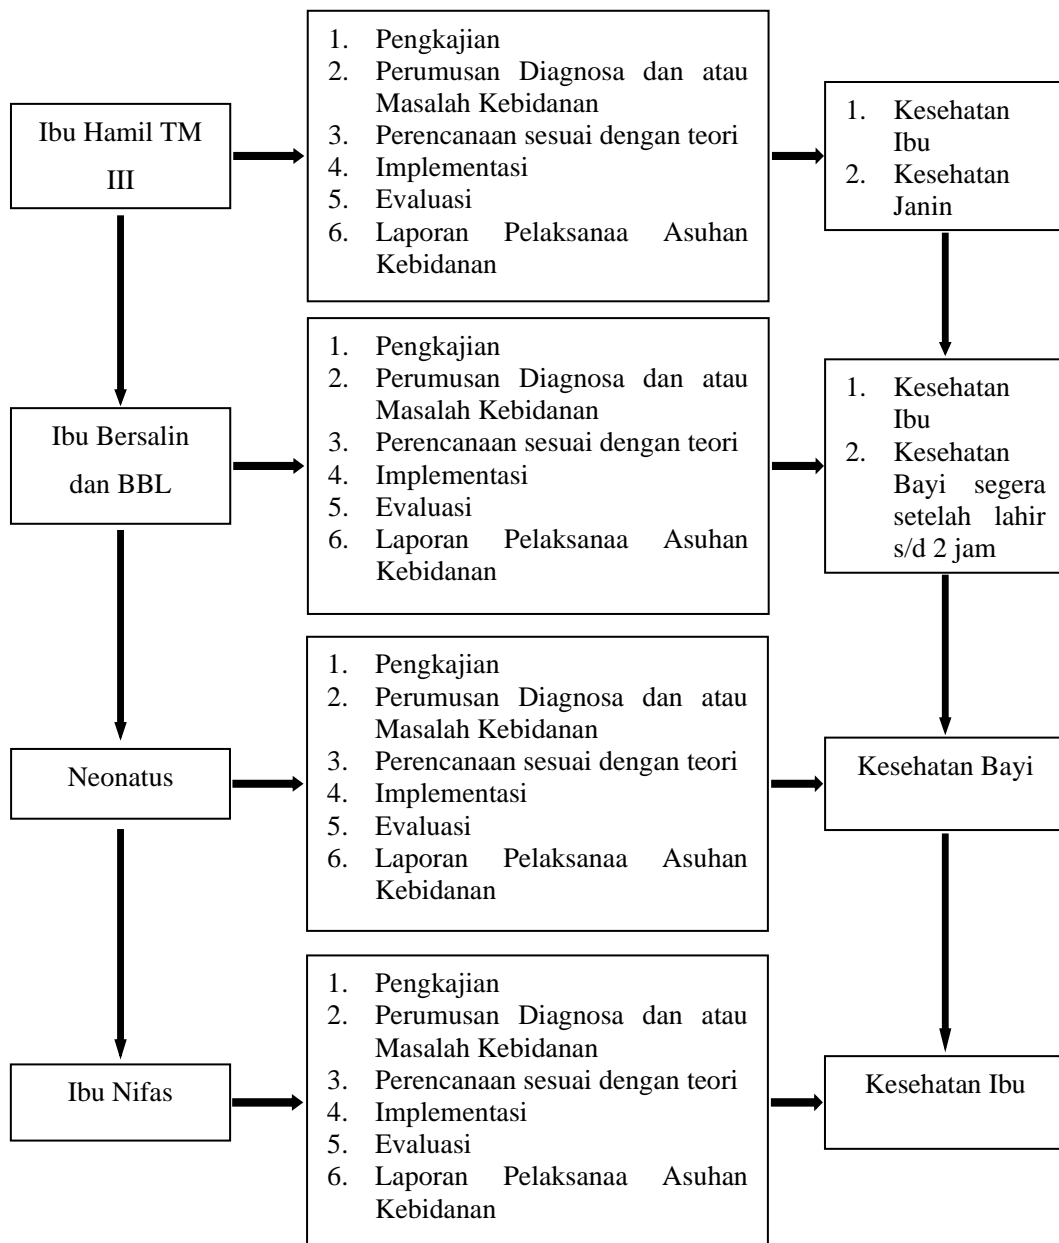 Ibu Hamil TM
III
1. Pengkajian
2. Perumusan Diagnosa dan atau
Masalah Kebidanan
3. Perencanaan sesuai dengan teori
4. Implementasi
5. Evaluasi
6. Laporan Pelaksanaa Asuhan
Kebidanan
1. Kesehatan
Ibu
2. Kesehatan
Janin
Ibu Bersalin
dan BBL
1. Pengkajian
2. Perumusan Diagnosa dan atau
Masalah Kebidanan
3. Perencanaan sesuai dengan teori
4. Implementasi
5. Evaluasi
6. Laporan Pelaksanaa Asuhan
Kebidanan
1. Kesehatan
Ibu
2. Kesehatan
Bayi segera
setelah lahir
s/d 2 jam
Neonatus
1. Pengkajian
2. Perumusan Diagnosa dan atau
Masalah Kebidanan
3. Perencanaan sesuai dengan teori
4. Implementasi
5. Evaluasi
6. Laporan Pelaksanaa Asuhan
Kebidanan
Kesehatan Bayi
Ibu Nifas
1. Pengkajian
2. Perumusan Diagnosa dan atau
Masalah Kebidanan
3. Perencanaan sesuai dengan teori
4. Implementasi
5. Evaluasi
6. Laporan Pelaksanaa Asuhan
Kebidanan
Kesehatan Ibu